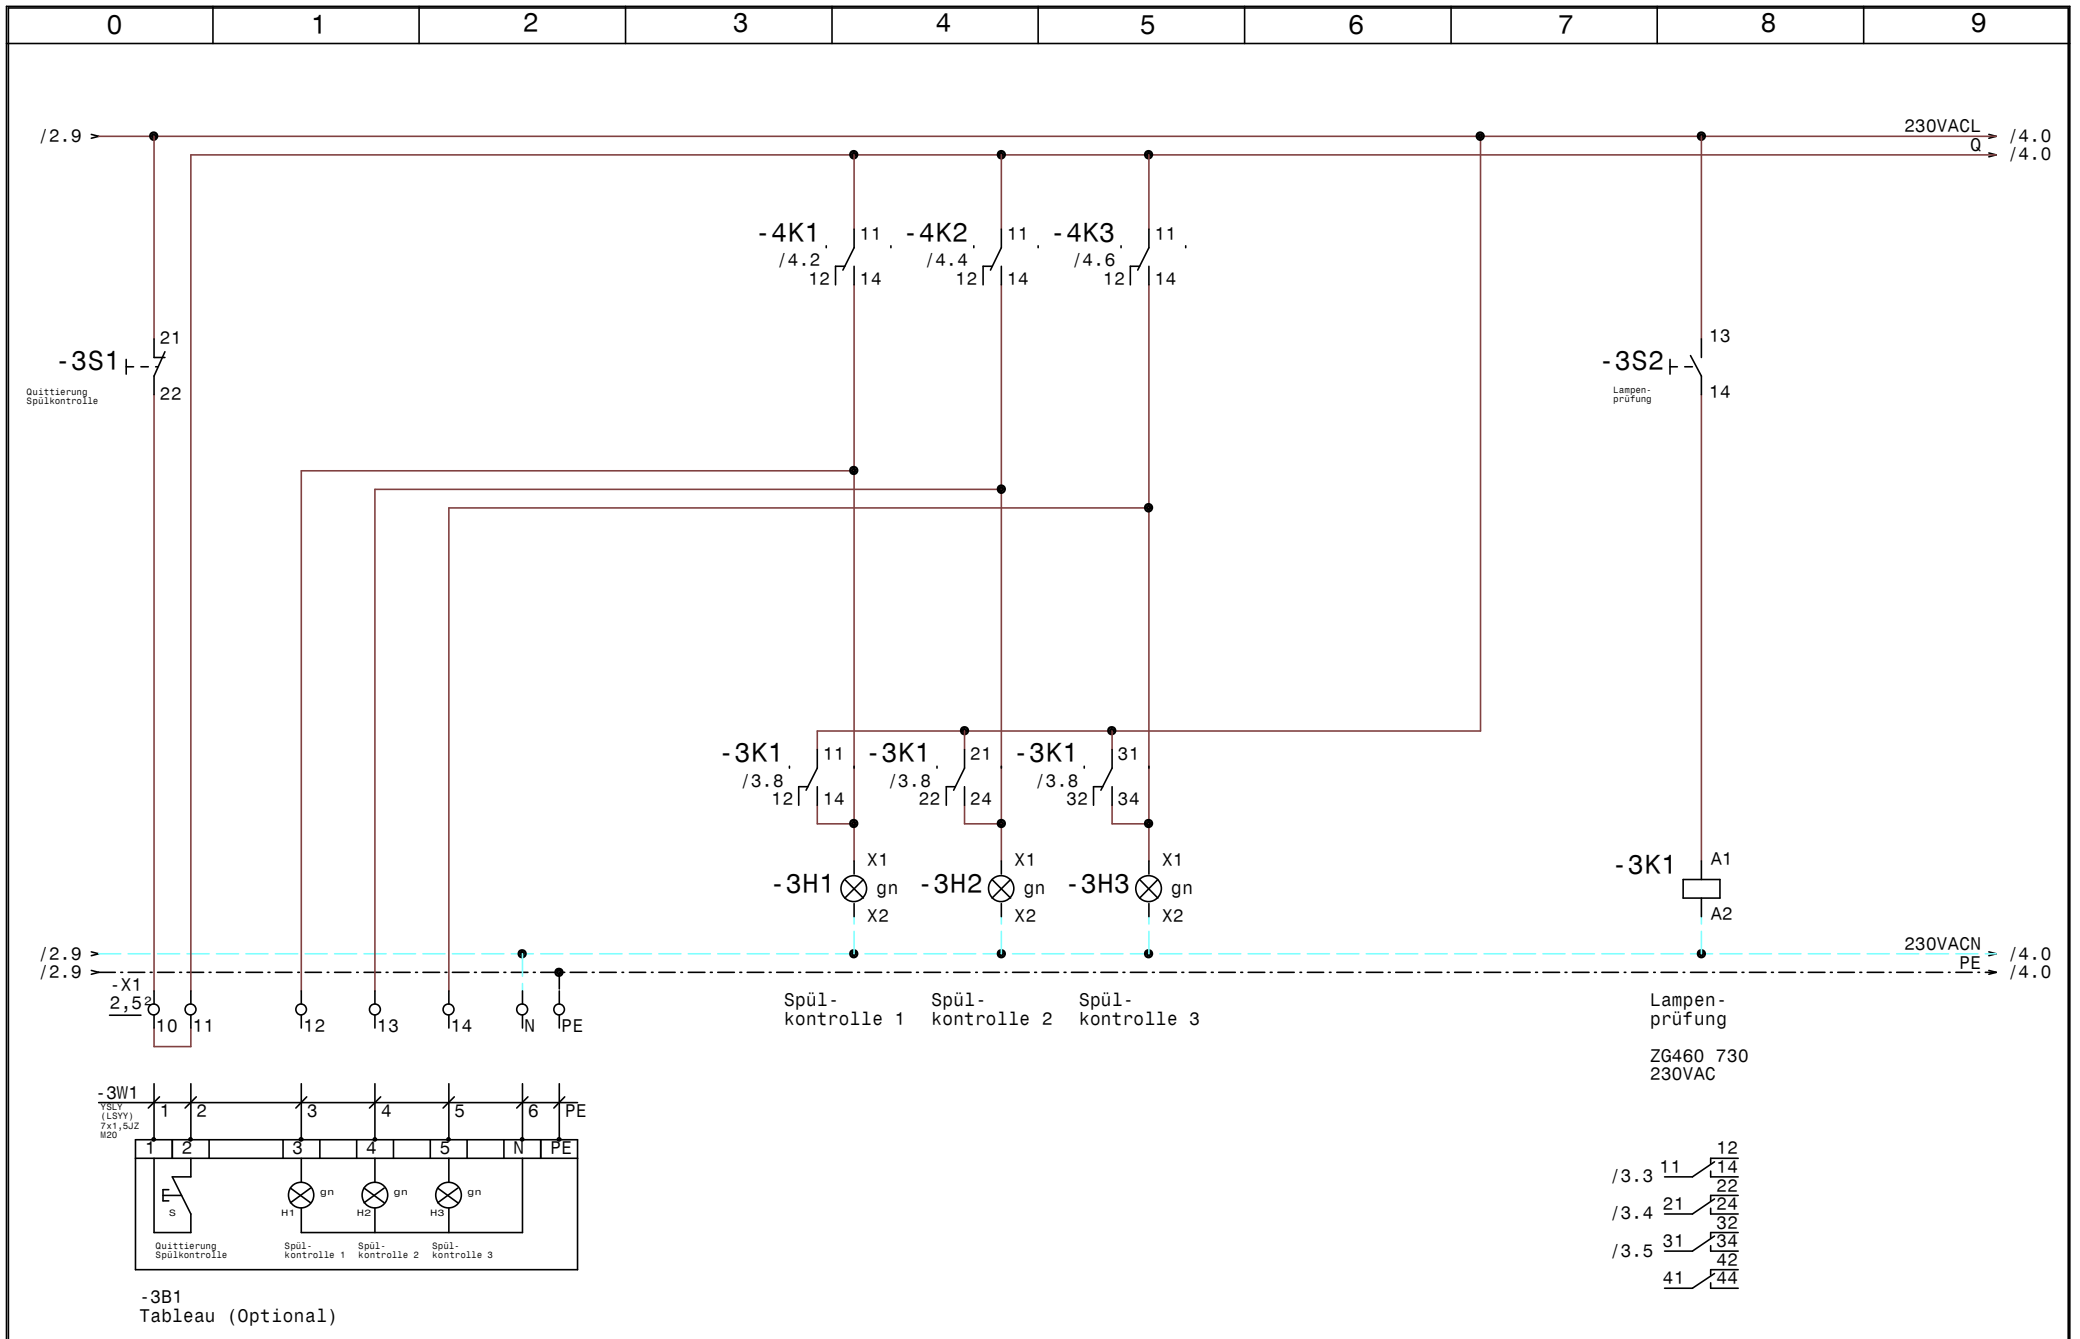 0 1 2 3 4 5 6 7 8 9
/2.9 230VACL /4.0
Q /4.0
-4K1 11 -4K2 11 -4K3 11
/4.2 /4.4 /4.6
12 14 12 14 12 14
21 13
-3S1 -3S2
Quittierung
Spülkontrolle
22
Lampen-
prüfung
14
-3K1 11 -3K1 21 -3K1 31
/3.8 /3.8 /3.8
12 14 22 24 32 34
X1 X1 X1 A1
-3H1 gn -3H2 gn -3H3 gn -3K1
X2 X2 X2 A2
/2.9 230VACN /4.0
/2.9 PE /4.0
-X1
2,5²
10 11 12 13 14 N PE
Spül-
kontrolle 1
Spül-
kontrolle 2
Spül-
kontrolle 3
Lampen-
prüfung
ZG460 730
230VAC
-3W1
YSLY
(LSYY)
7x1,5JZ
M20
1 2 3 4 5 6 PE
1 2 3 4 5 N PE
gn gn gn
S H1 H2 H3
Quittierung
Spülkontrolle
Spül-
kontrolle 1
Spül-
kontrolle 2
Spül-
kontrolle 3
-3B1
Tableau (Optional)
12
/3.3 11 14
22
/3.4 21 24
32
/3.5 31 34
42
41 44